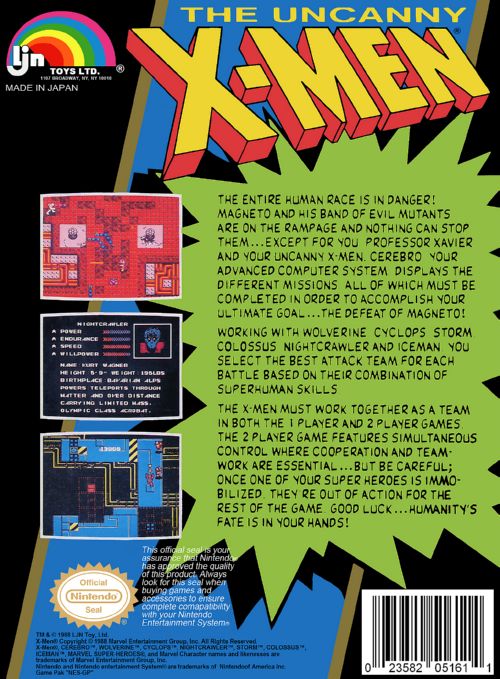 THE UNCANNY
X-MEN®
Ljn
TOYS LTD. ®
1107 BROADWAY, NY, NY 10010
MADE IN JAPAN
THE ENTIRE HUMAN RACE IS IN DANGER!
MAGNETO AND HIS BAND OF EVIL MUTANTS
ARE ON THE RAMPAGE AND NOTHING CAN STOP
THEM...EXCEPT FOR YOU PROFESSOR XAVIER
AND YOUR UNCANNY X-MEN. CEREBRO YOUR
ADVANCED COMPUTER SYSTEM DISPLAYS THE
DIFFERENT MISSIONS ALL OF WHICH MUST BE
COMPLETED IN ORDER TO ACCOMPLISH YOUR
ULTIMATE GOAL...THE DEFEAT OF MAGNETO!
WORKING WITH WOLVERINE CYCLOPS STORM
COLOSSUS NIGHTCRAWLER AND ICEMAN YOU
SELECT THE BEST ATTACK TEAM FOR EACH
BATTLE BASED ON THEIR COMBINATION OF
SUPERHUMAN SKILLS
THE X-MEN MUST WORK TOGETHER AS A TEAM
IN BOTH THE 1 PLAYER AND 2 PLAYER GAMES
THE 2 PLAYER GAME FEATURES SIMULTANEOUS
CONTROL WHERE COOPERATION AND TEAM-
WORK ARE ESSENTIAL...BUT BE CAREFUL;
ONCE ONE OF YOUR SUPER HEROES IS IMMO-
BILIZED THEY RE OUT OF ACTION FOR THE
REST OF THE GAME GOOD LUCK...HUMANITY'S
FATE IS IN YOUR HANDS!
NIGHTCRAWLER
A POWER
A ENDURANCE
A SPEED
A WILLPOWER
NAME KURT WAGNER
HEIGHT 5-9- WEIGHT 195LBS
BIRTHPLACE BAVARIAN ALPS
POWERS TELEPORTS THROUGH
MATTER AND OVER DISTANCE
CARRYING LIMITED MASS.
OLYMPIC CLASS ACROBAT.
This official seal is your
assurance that Nintendo
has approved the quality
of this product. Always
look for this seal when
buying games and
accessories to ensure
complete comapatibility
with your Nintendo
Entertainment System®
Official
Nintendo®
Seal
TM & © 1988 LJN Toy, Ltd.
X-Men® Copyright © 1988 Marvel Entertainment Group, Inc. All Rights Reserved.
X-Men®, CEREBRO™, WOLVERINE™, CYCLOPS™, NIGHTCRAWLER™, STORM™, COLOSSUS™,
ICEMAN™, MARVEL SUPER-HEROES®, and Marvel Character names and likenesses are
trademarks of Marvel Entertainment Group, Inc.
Nintendo and Nintendo entertainment System® are trademarks of Nintendoof America Inc.
Game Pak "NES-GP"
0 23582 05161 1